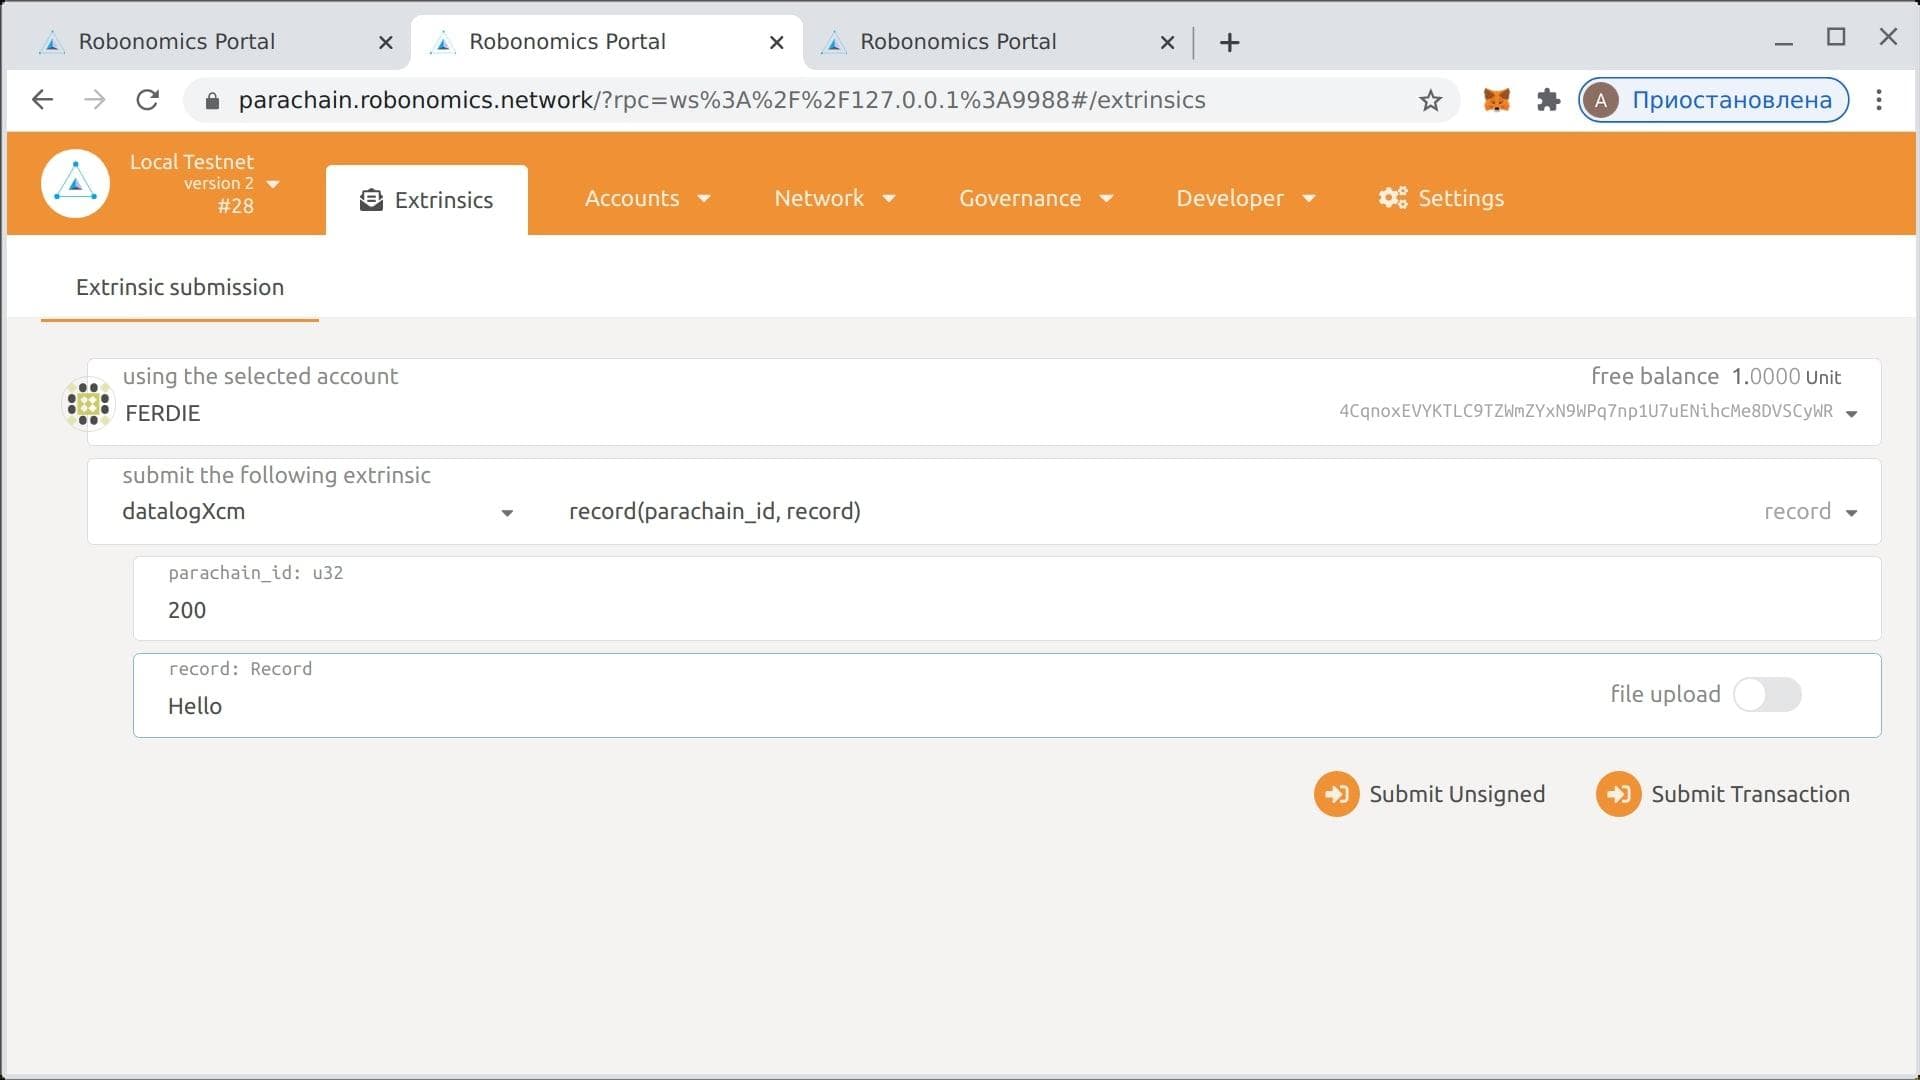 Robonomics Portal
Robonomics Portal
Robonomics Portal
parachain.robonomics.network/?rpc=ws%3A%2F%2F127.0.0.1%3A9988#/extrinsics
A Приостановлена
Local Testnet
version 2
#28
Extrinsics
Accounts
Network
Governance
Developer
Settings
Extrinsic submission
using the selected account
free balance 1.0000 Unit
FERDIE
4CqnoxEVYKTLC9TZWmZYxN9WPq7np1U7uENihcMe8DVSCyWR
submit the following extrinsic
datalogXcm
record(parachain_id, record)
record
parachain_id: u32
200
record: Record
Hello
file upload
Submit Unsigned
Submit Transaction